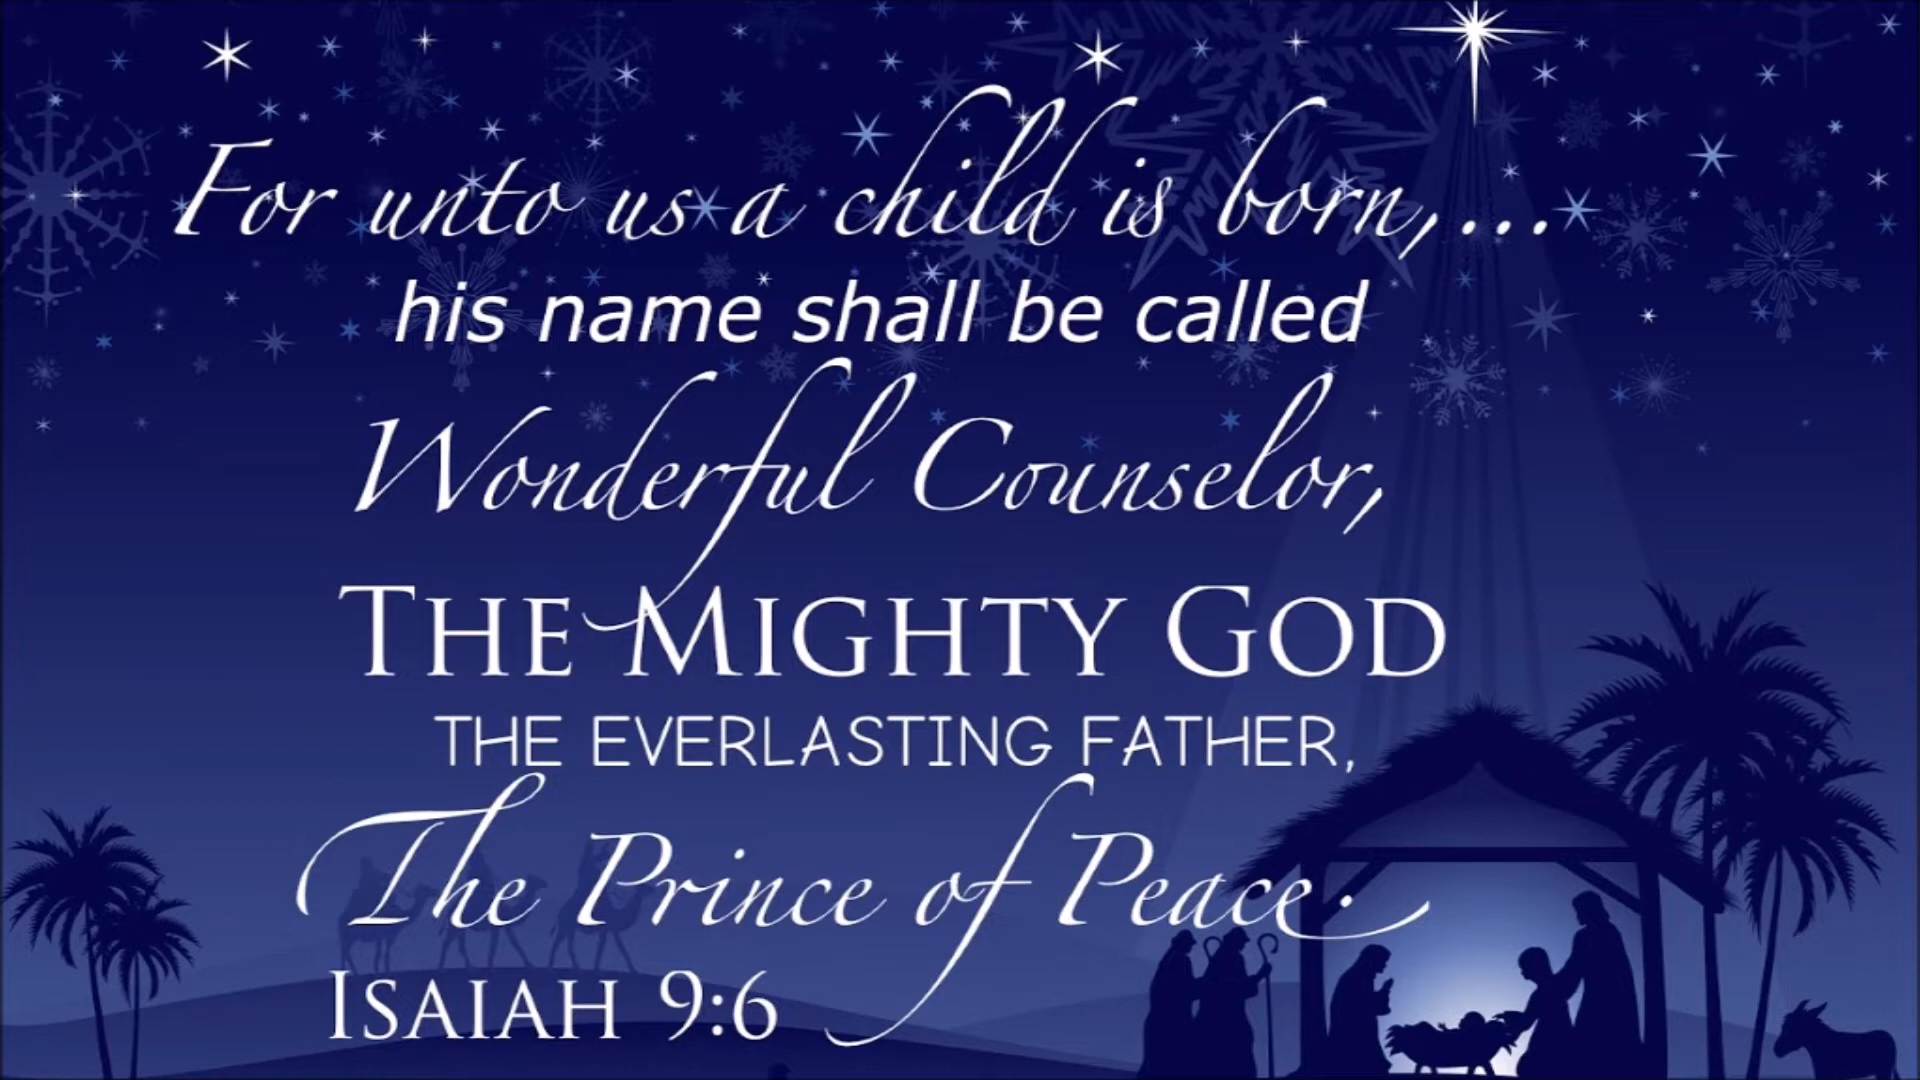 For unto us a child is born,...
his name shall be called
Wonderful Counselor,
THE MIGHTY GOD
THE EVERLASTING FATHER,
The Prince of Peace.
ISAIAH 9:6